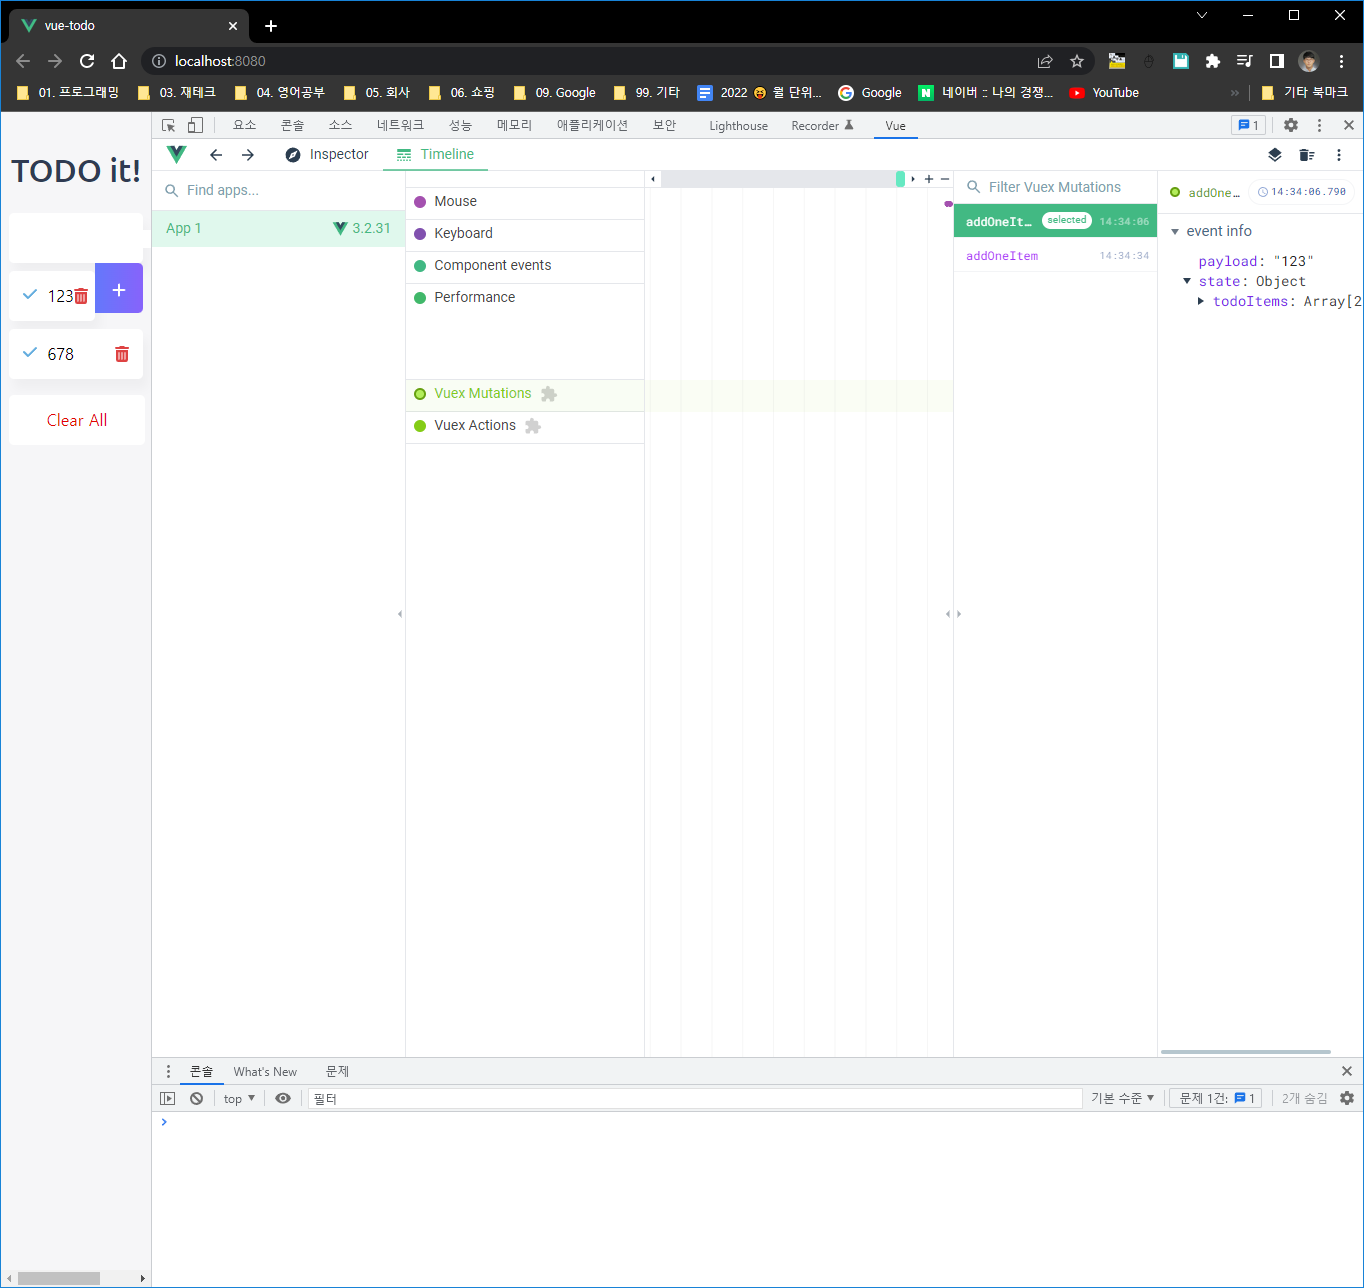 vue-todo
localhost:8080
01. 프로그래밍 03. 재테크 04. 영어공부 05. 회사 06. 쇼핑 09. Google 99. 기타 2022 😆 월 단위... Google 네이버 :: 나의 경쟁... YouTube » 기타 북마크
요소 콘솔 소스 네트워크 성능 메모리 애플리케이션 보안 Lighthouse Recorder Vue 1
Inspector Timeline
TODO it!
123
+
678
Clear All
Find apps...
App 1 3.2.31
Mouse
Keyboard
Component events
Performance
Vuex Mutations
Vuex Actions
Filter Vuex Mutations
addOneIt... selected 14:34:06
addOneItem 14:34:34
addOne... 14:34:06.790
event info
payload: "123"
state: Object
todoItems: Array[2
콘솔 What's New 문제
top 필터 기본 수준 문제 1건: 1 2개 숨김